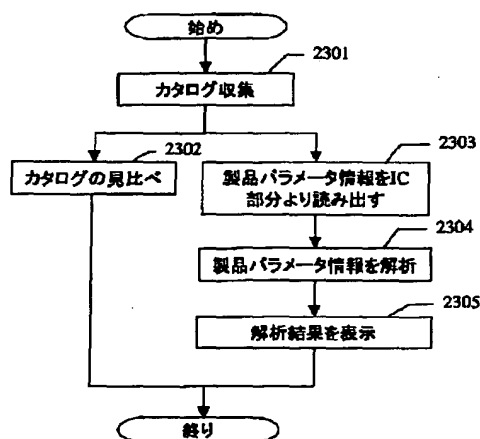 始め
2301
カタログ収集
2302
カタログの見比べ
2303
製品パラメータ情報をIC
部分より読み出す
2304
製品パラメータ情報を解析
2305
解析結果を表示
終り